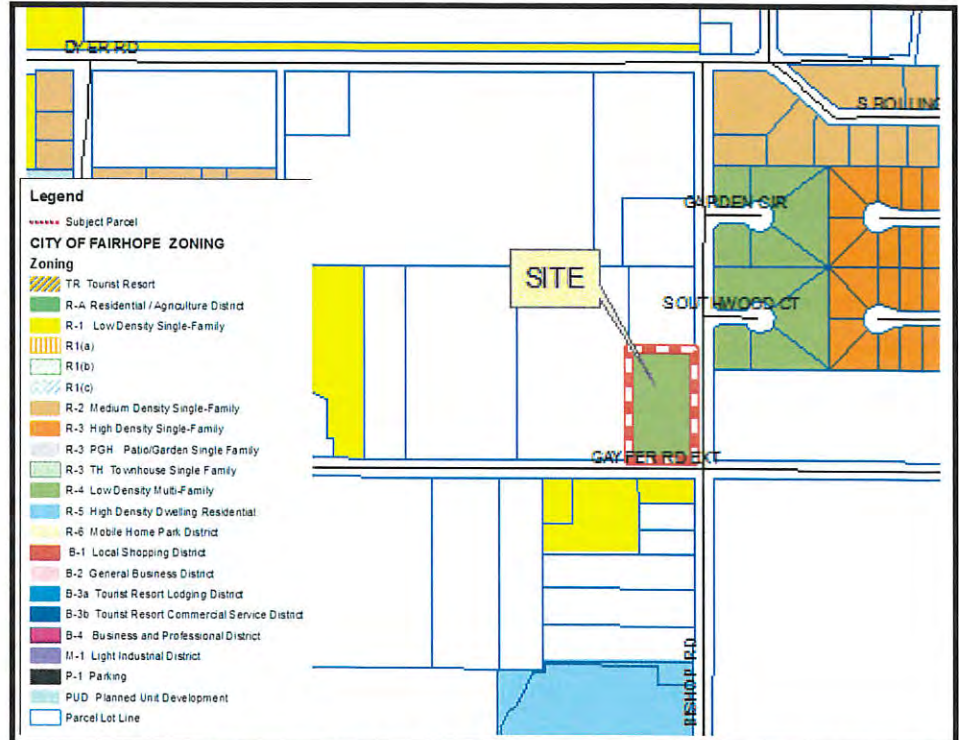 DYER RD
S ROLLING
GARDEN CIR
SITE
SOUTHWOOD CT
GAYFER RD EXT
BISHOP RD
Legend
Subject Parcel
CITY OF FAIRHOPE ZONING
Zoning
TR Tourist Resort
R-A Residential / Agriculture District
R-1 Low Density Single-Family
R1(a)
R1(b)
R1(c)
R-2 Medium Density Single-Family
R-3 High Density Single-Family
R-3 PGH Patio/Garden Single Family
R-3 TH Townhouse Single Family
R-4 Low Density Multi-Family
R-5 High Density Dwelling Residential
R-6 Mobile Home Park District
B-1 Local Shopping District
B-2 General Business District
B-3a Tourist Resort Lodging District
B-3b Tourist Resort Commercial Service District
B-4 Business and Professional District
M-1 Light Industrial District
P-1 Parking
PUD Planned Unit Development
Parcel Lot Line